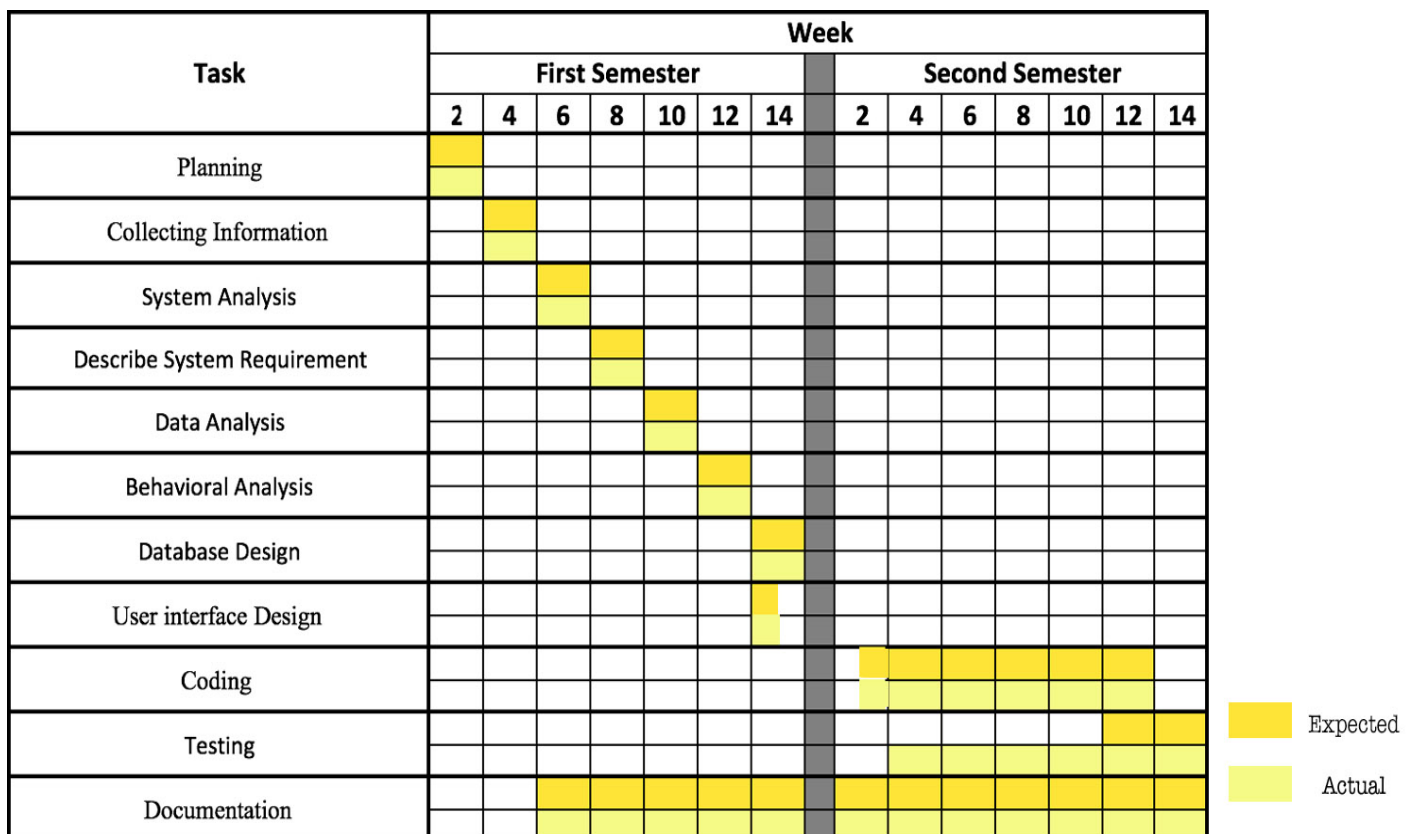 Task
Week
First Semester
Second Semester
2 4 6 8 10 12 14 2 4 6 8 10 12 14
Planning
Collecting Information
System Analysis
Describe System Requirement
Data Analysis
Behavioral Analysis
Database Design
User interface Design
Coding
Testing
Documentation
Expected
Actual